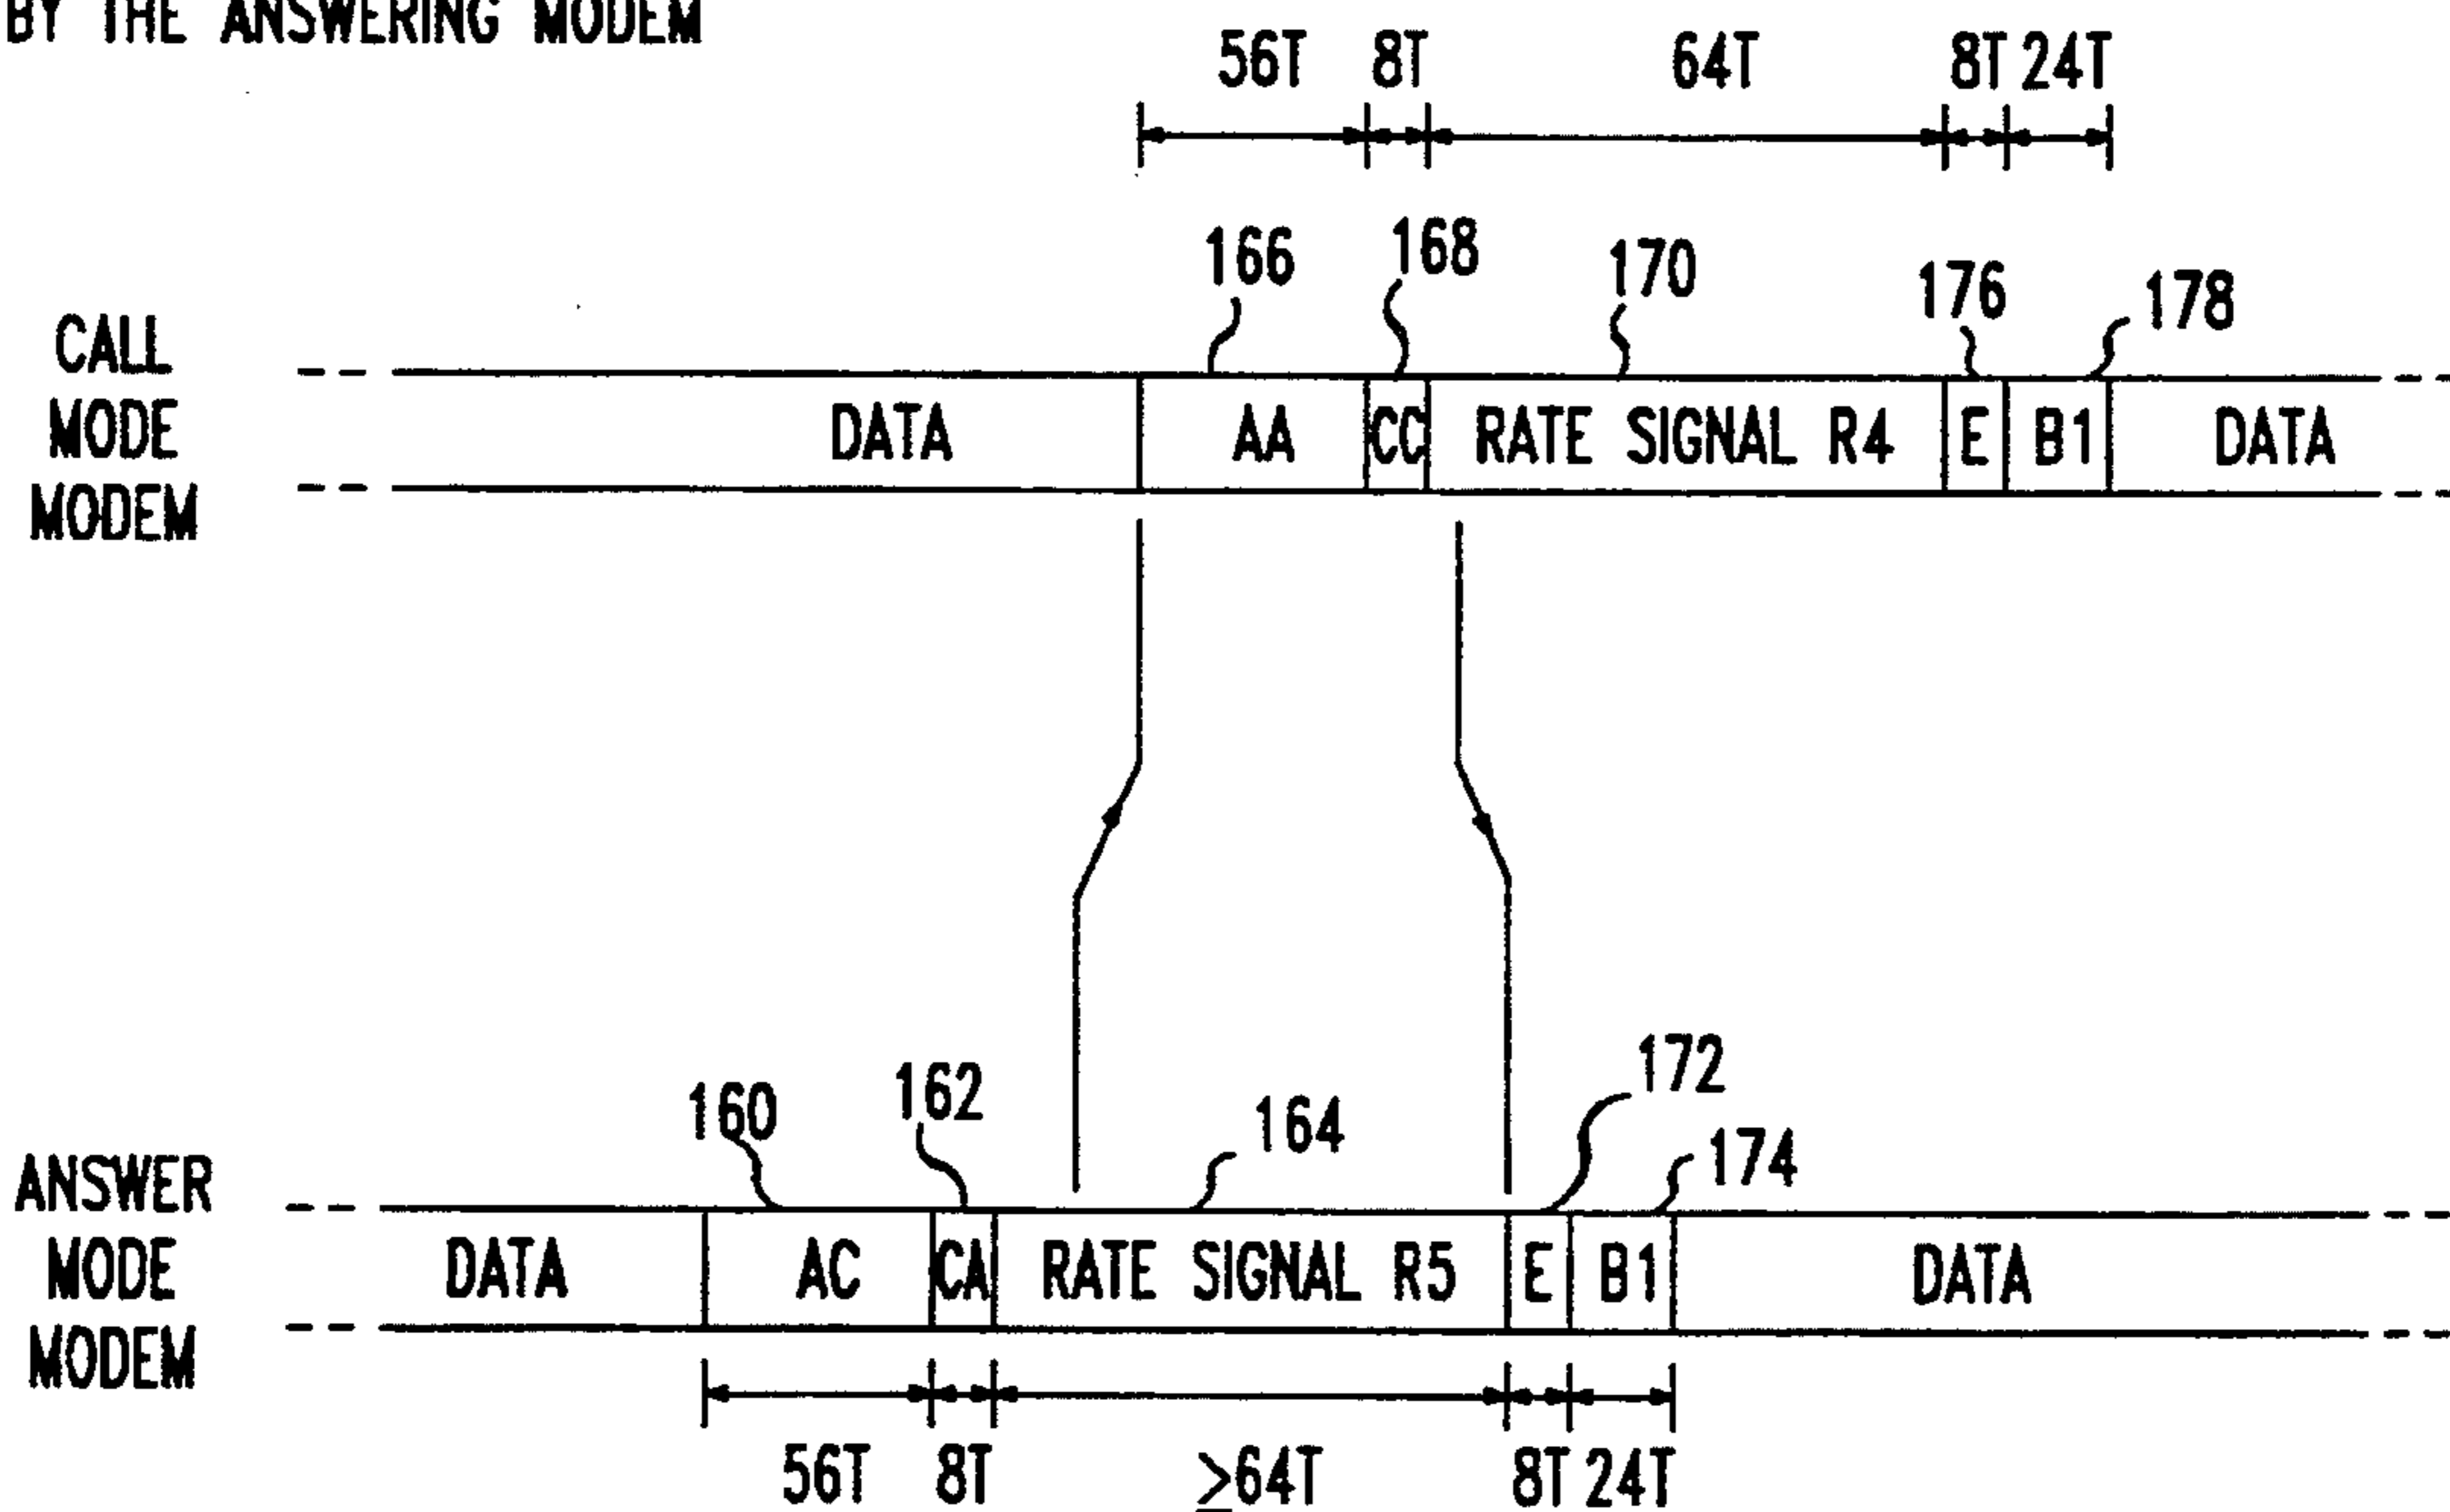 BY THE ANSWERING MODEM
56T 8T 64T 8T 24T
166 168 170 176 178
CALL
MODE
MODEM
DATA AA CC RATE SIGNAL R4 E B1 DATA
160 162 164 172 174
ANSWER
MODE
MODEM
DATA AC CA RATE SIGNAL R5 E B1 DATA
56T 8T ≥64T 8T 24T